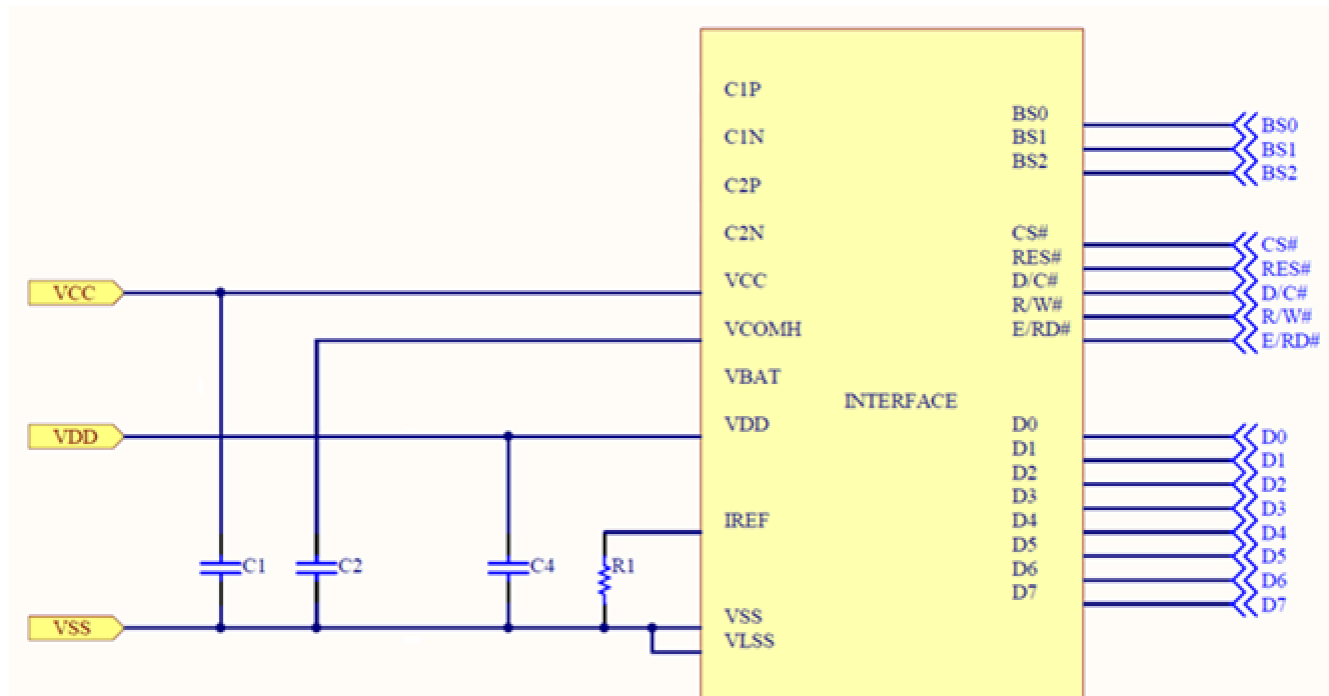 C1P
C1N
C2P
C2N
VCC
VCOMH
VBAT
VDD
IREF
VSS
VLSS
INTERFACE
BS0
BS1
BS2
CS#
RES#
D/C#
R/W#
E/RD#
D0
D1
D2
D3
D4
D5
D6
D7
BS0
BS1
BS2
CS#
RES#
D/C#
R/W#
E/RD#
D0
D1
D2
D3
D4
D5
D6
D7
VCC
VDD
VSS
C1
C2
C4
R1